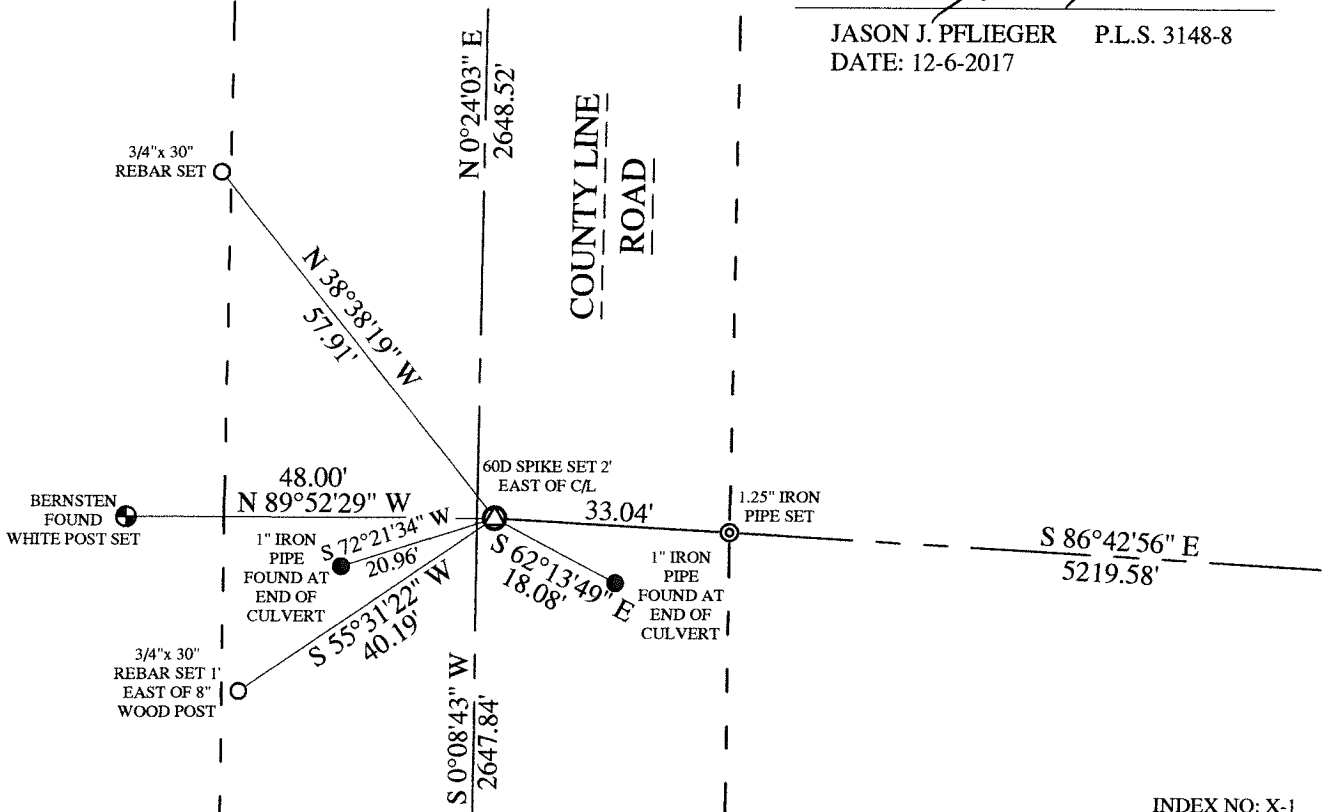 JASON J. PFLIEGER P.L.S. 3148-8
DATE: 12-6-2017
N 0°24'03" E
2648.52'
COUNTY LINE
ROAD
3/4"x 30"
REBAR SET
N 38°38'19" W
57.91'
60D SPIKE SET 2'
EAST OF C/L
48.00'
N 89°52'29" W
BERNSTEN
FOUND
WHITE POST SET
33.04'
1.25" IRON
PIPE SET
S 86°42'56" E
5219.58'
S 72°21'34" W
20.96'
1" IRON
PIPE
FOUND AT
END OF
CULVERT
S 62°13'49" E
18.08'
1" IRON
PIPE
FOUND AT
END OF
CULVERT
S 55°31'22" W
40.19'
3/4"x 30"
REBAR SET 1'
EAST OF 8"
WOOD POST
S 0°08'43" W
2647.84'
INDEX NO: X-1